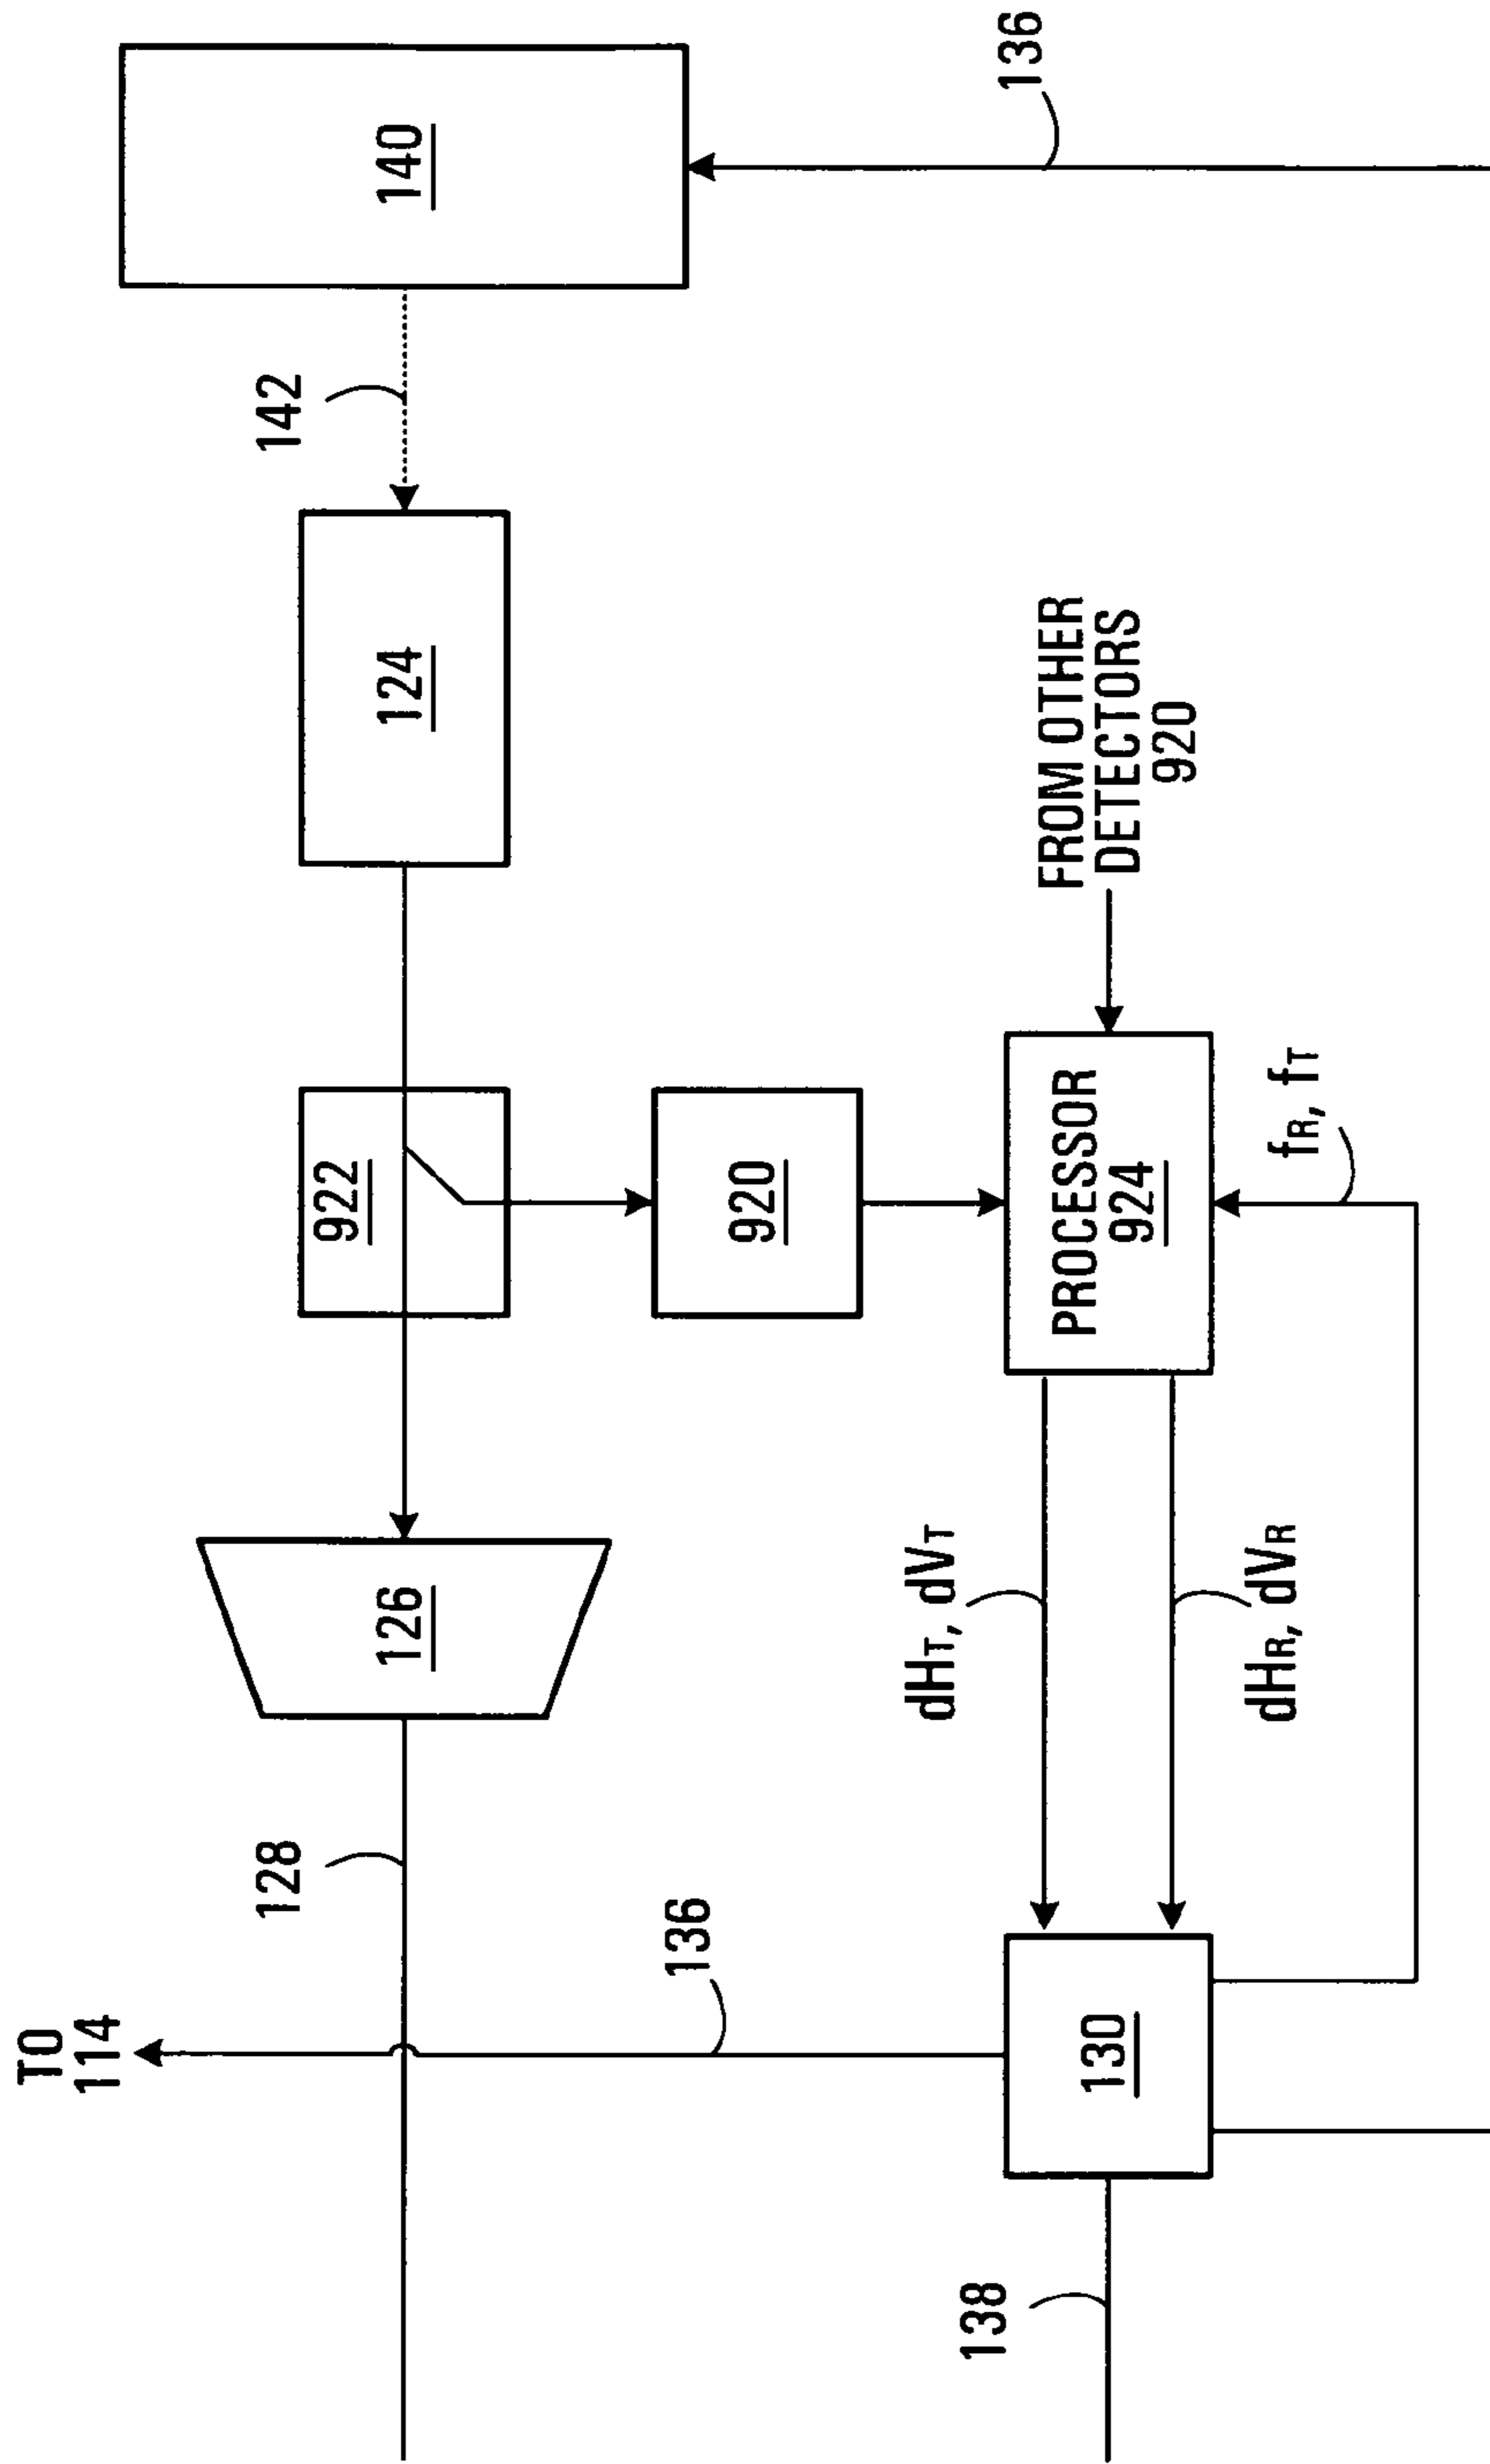 TO
114
128
142
922
126
124
140
136
920
dHT, dVT
138
136
130
PROCESSOR
924
FROM OTHER
DETECTORS
920
dHR, dVR
fR, fT